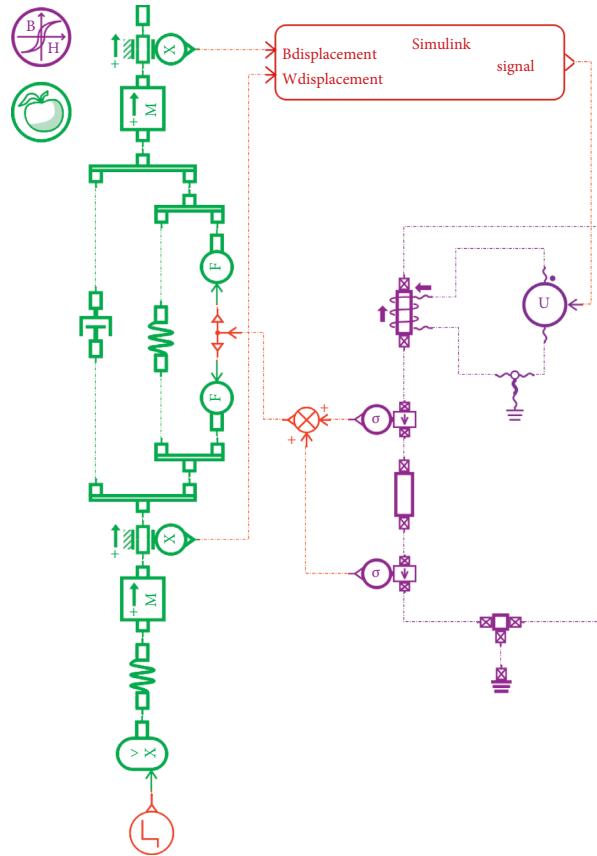 B
H
Simulink
Bdisplacement
signal
Wdisplacement
+
X
+
M
F
U
F
+
σ
+
+
X
σ
+
M
>
X